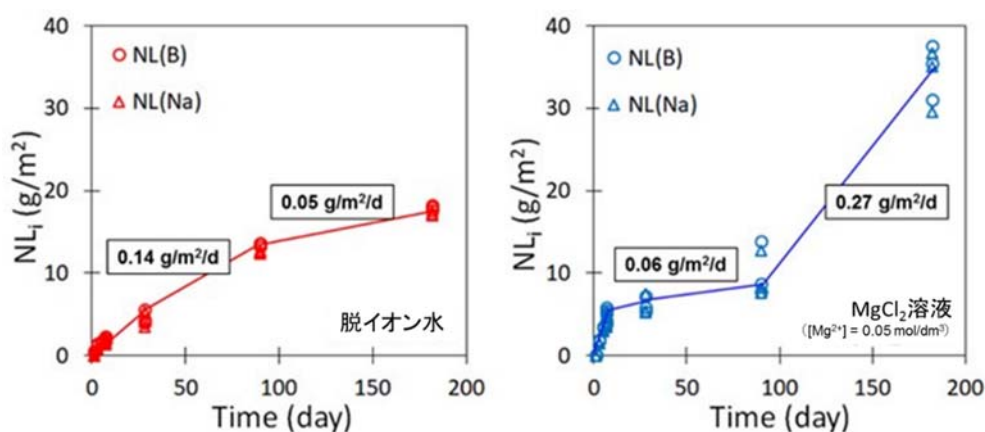 40
30
20
10
0
NLᵢ (g/m²)
NL(B)
NL(Na)
0.14 g/m²/d
0.05 g/m²/d
脱イオン水
0
50
100
150
200
Time (day)
40
30
20
10
0
NLᵢ (g/m²)
NL(B)
NL(Na)
0.06 g/m²/d
0.27 g/m²/d
MgCl₂溶液
([Mg²⁺] = 0.05 mol/dm³)
0
50
100
150
200
Time (day)